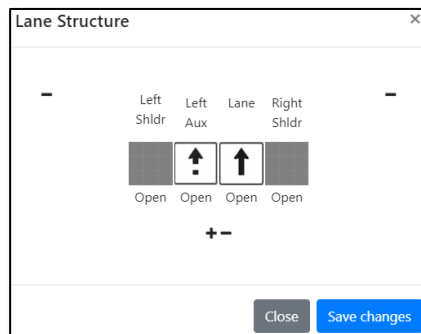 Lane Structure ×
Left Shldr Left Aux Lane Right Shldr
Open Open Open Open
+ -
Close Save changes